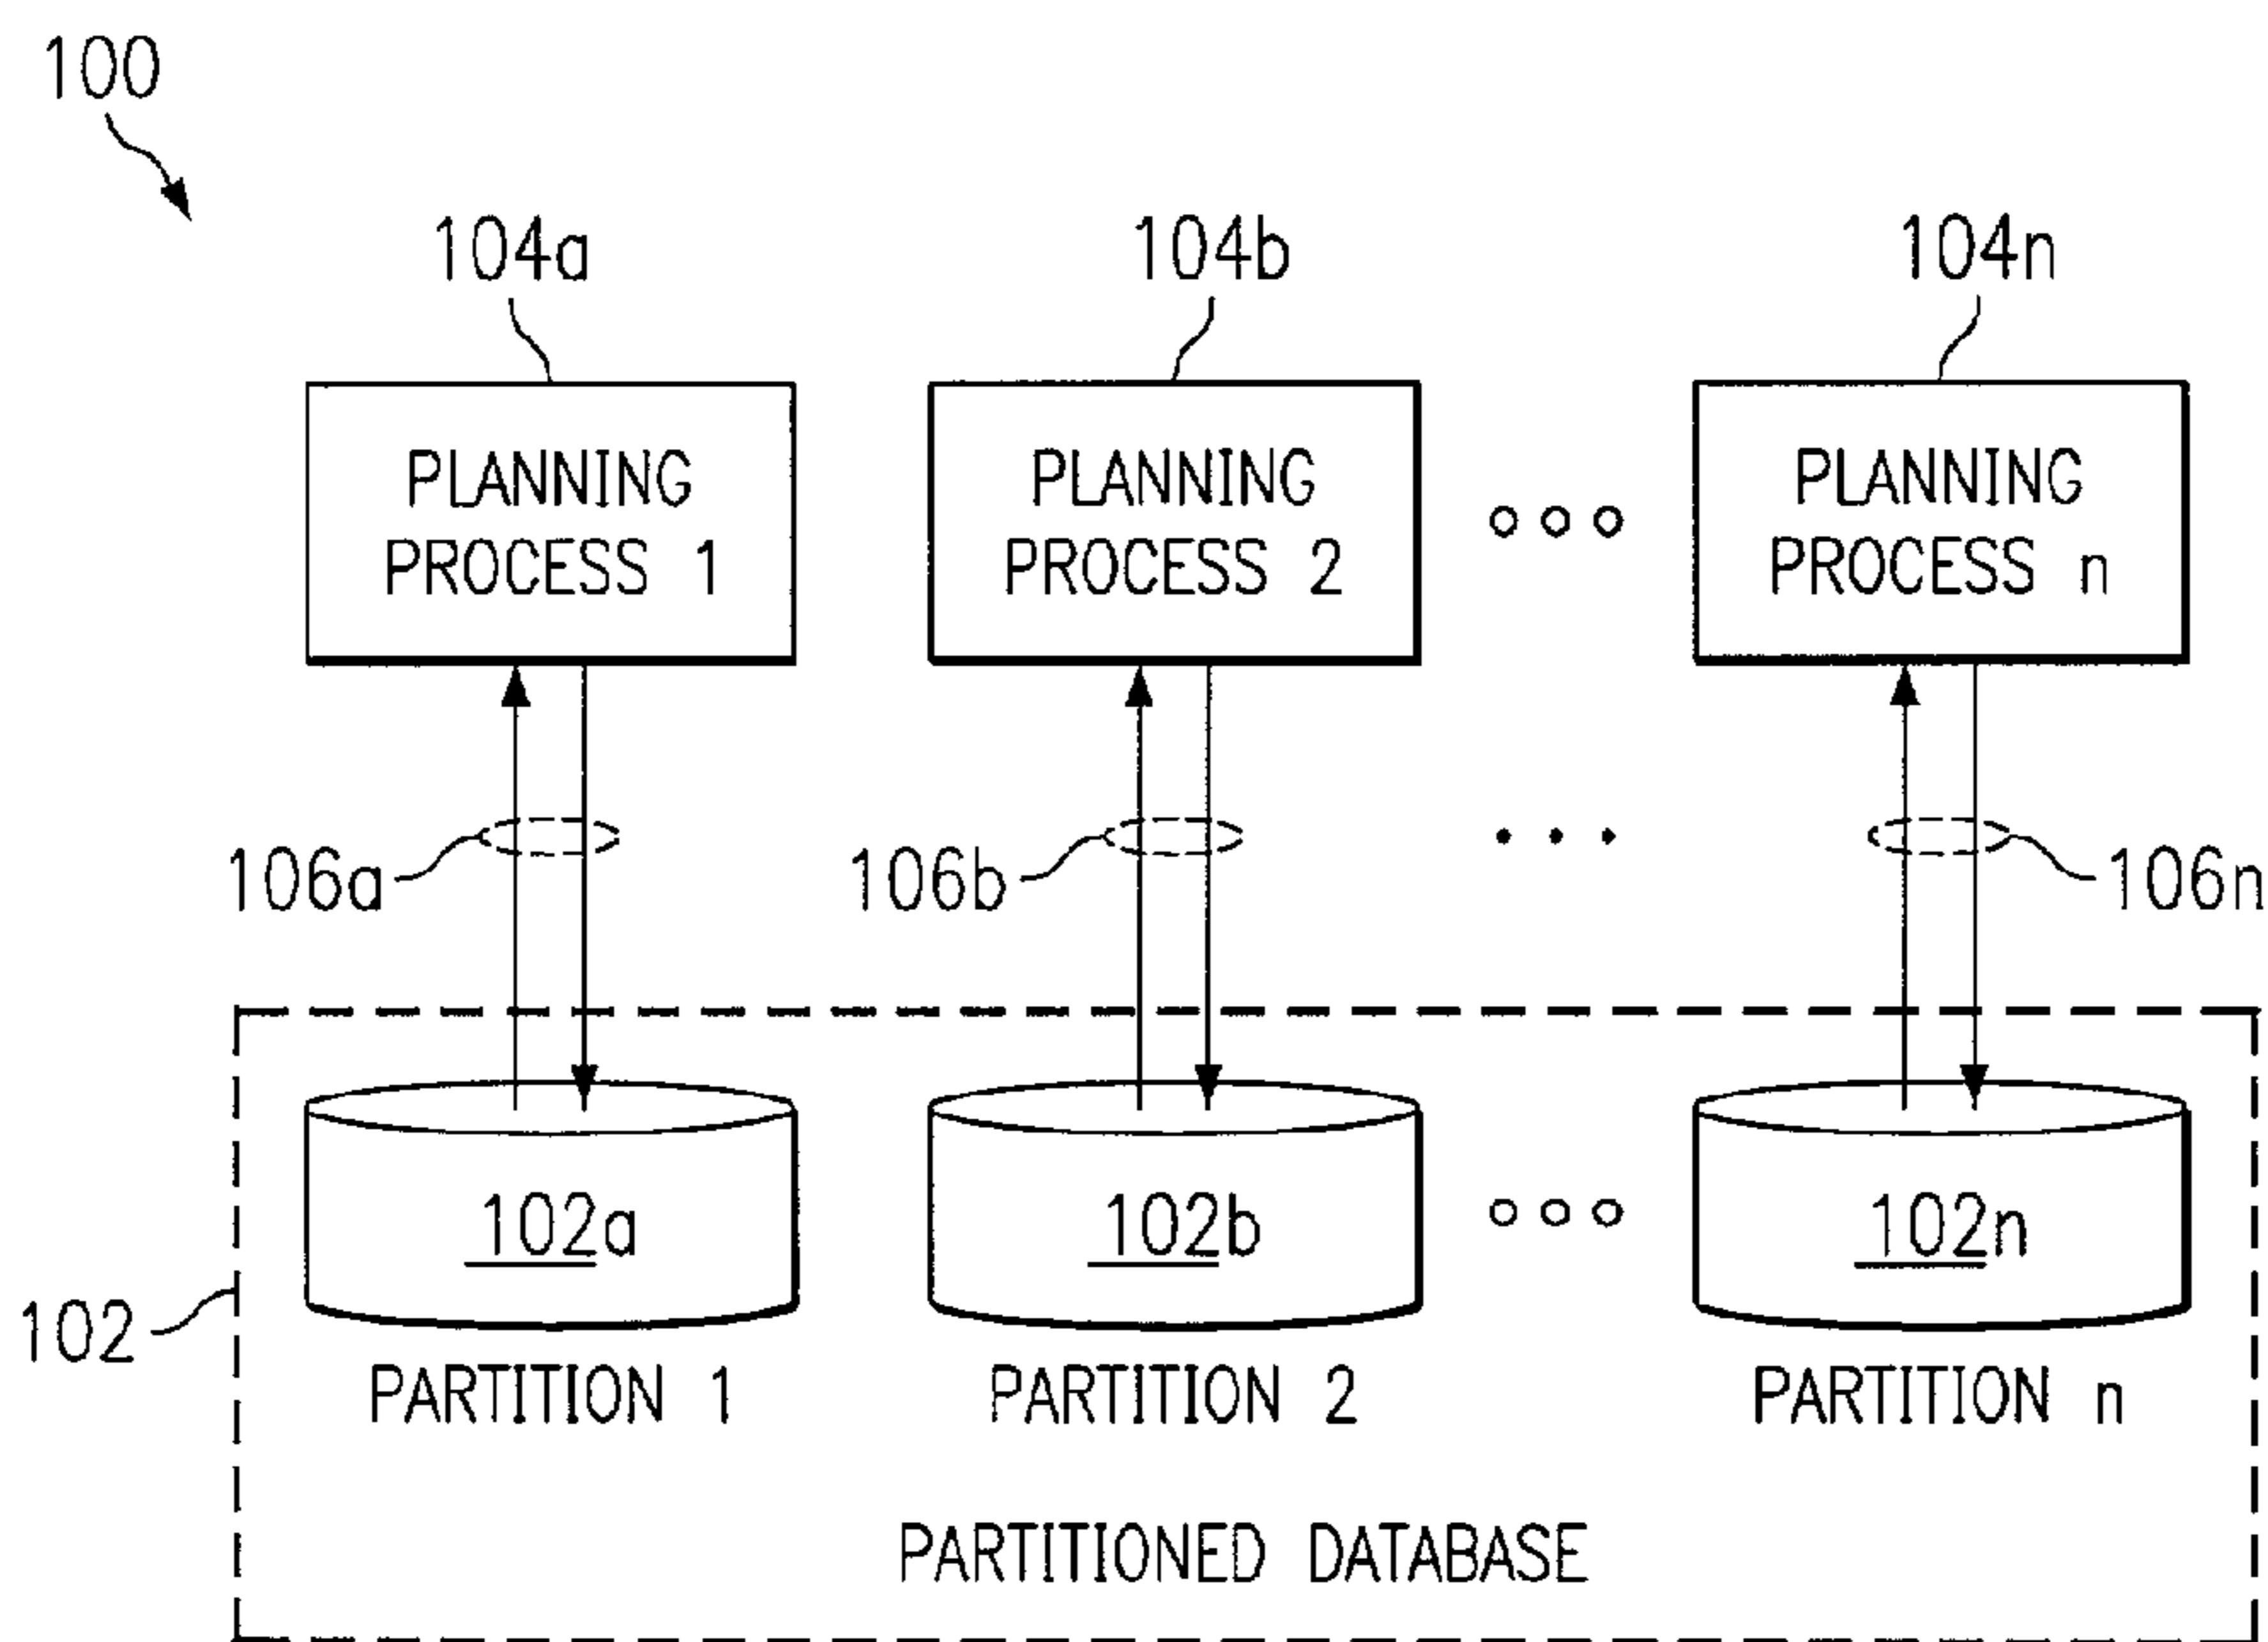 100
104a
104b
104n
PLANNING
PROCESS 1
PLANNING
PROCESS 2
PLANNING
PROCESS n
106a
106b
106n
102a
102b
102n
102
PARTITION 1
PARTITION 2
PARTITION n
PARTITIONED DATABASE